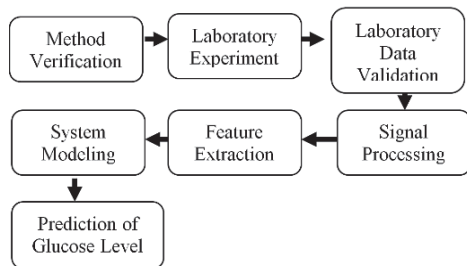 Method
Verification
Laboratory
Experiment
Laboratory
Data
Validation
Signal
Processing
Feature
Extraction
System
Modeling
Prediction of
Glucose Level